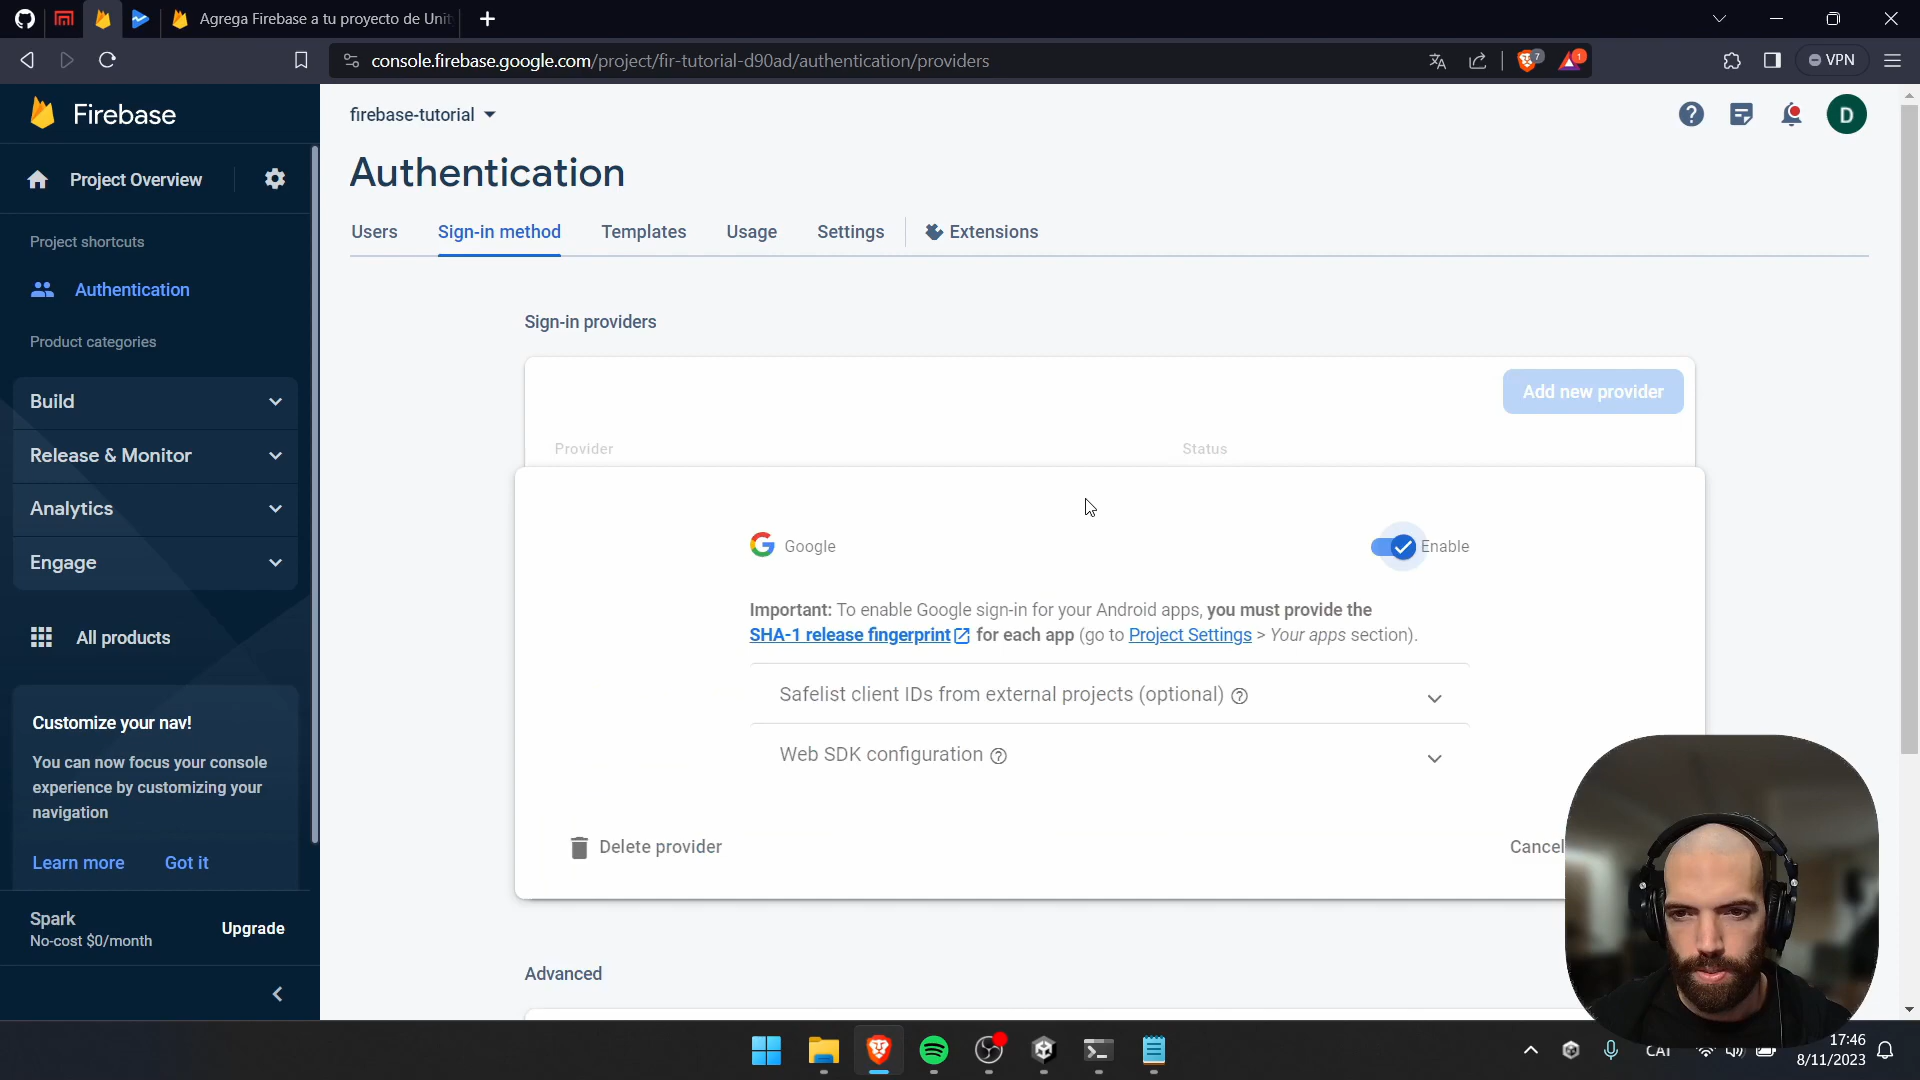 Agrega Firebase a tu proyecto de Unit
console.firebase.google.com/project/fir-tutorial-d90ad/authentication/providers
7
1
VPN
Firebase
firebase-tutorial
D
Project Overview
Authentication
Users
Sign-in method
Templates
Usage
Settings
Extensions
Project shortcuts
Authentication
Product categories
Build
Release & Monitor
Analytics
Engage
All products
Customize your nav!
You can now focus your console
experience by customizing your
navigation
Learn more
Got it
Spark
No-cost $0/month
Upgrade
Sign-in providers
Add new provider
Provider
Status
Google
Enable
Important: To enable Google sign-in for your Android apps, you must provide the
SHA-1 release fingerprint for each app (go to Project Settings > Your apps section).
Safelist client IDs from external projects (optional)
Web SDK configuration
Delete provider
Cancel
Advanced
CAT
17:46
8/11/2023